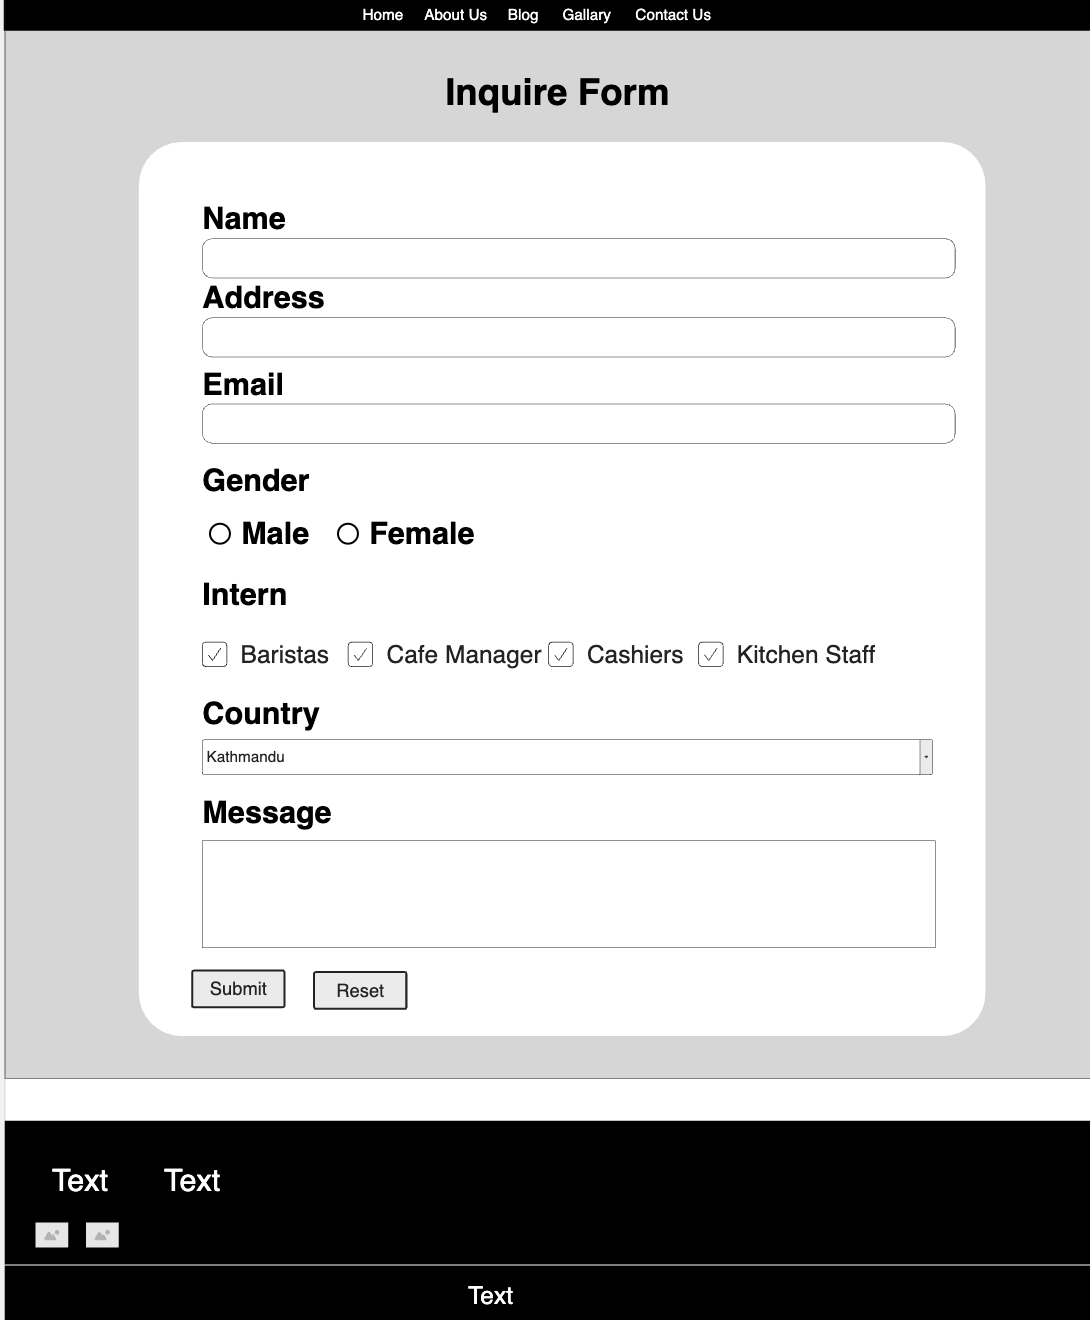 Home About Us Blog Gallary Contact Us
Inquire Form
Name
Address
Email
Gender
Male Female
Intern
Baristas Cafe Manager Cashiers Kitchen Staff
Country
Kathmandu
Message
Submit Reset
Text Text
Text